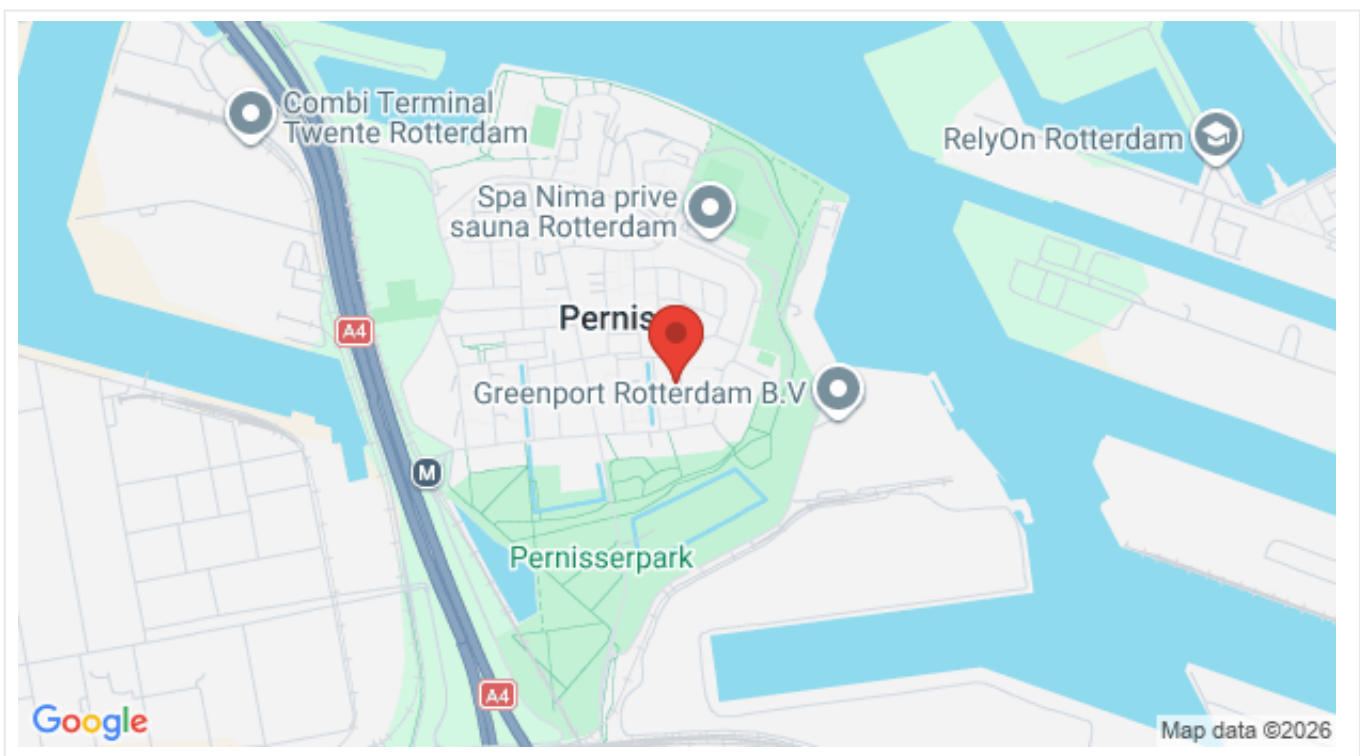 Combi Terminal
Twente Rotterdam
RelyOn Rotterdam
Spa Nima prive
sauna Rotterdam
A4
Pernis
Greenport Rotterdam B.V
M
Pernisserpark
A4
Google
Map data ©2026